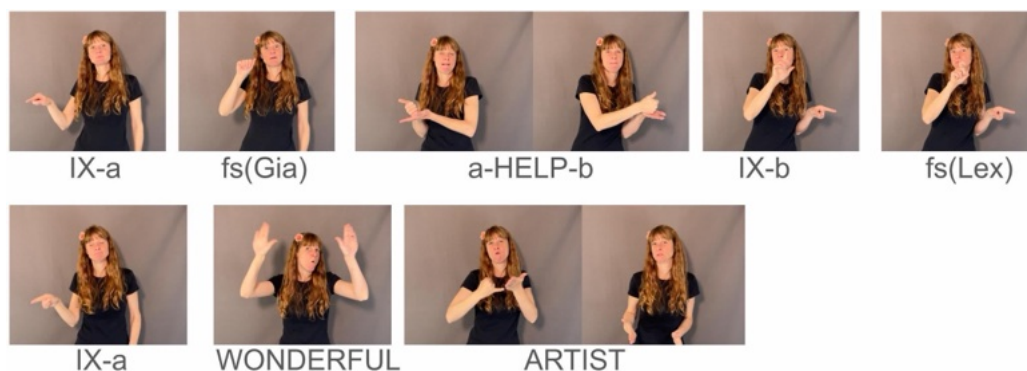 IX-a fs(Gia) a-HELP-b IX-b fs(Lex)
IX-a WONDERFUL ARTIST